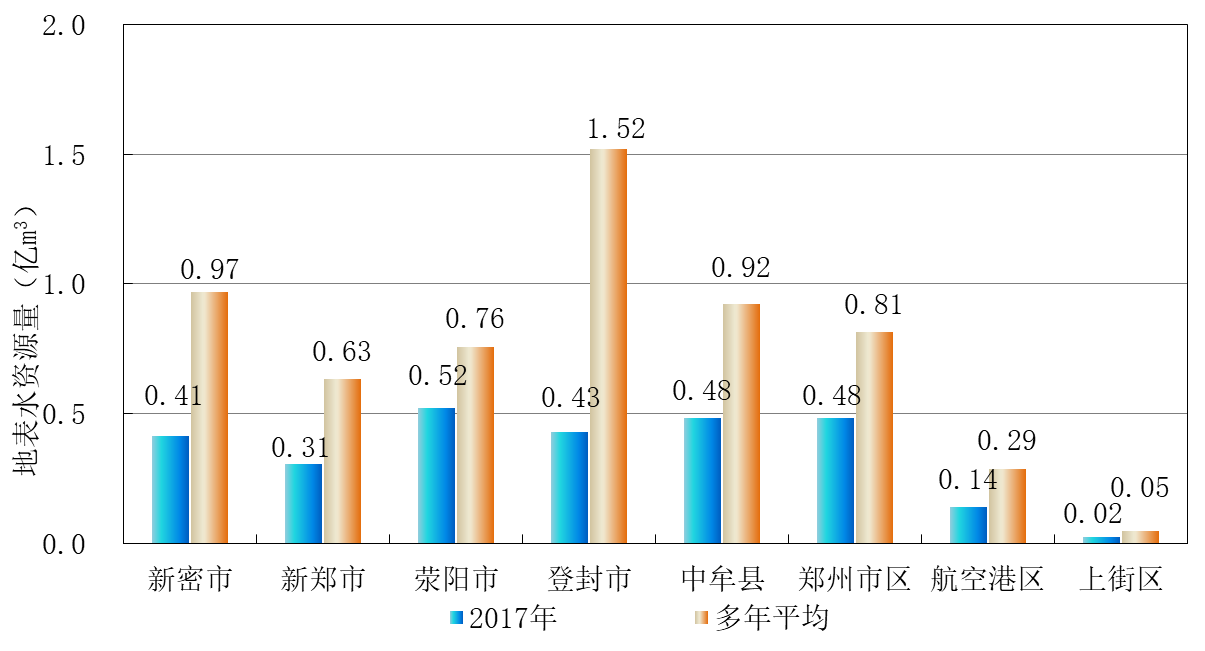 2.0
1.5
1.0
0.5
0.0
地表水资源量（亿m³）
0.41
0.97
0.31
0.63
0.52
0.76
0.43
1.52
0.48
0.92
0.48
0.81
0.14
0.29
0.02
0.05
新密市
新郑市
荥阳市
登封市
中牟县
郑州市区
航空港区
上街区
2017年
多年平均